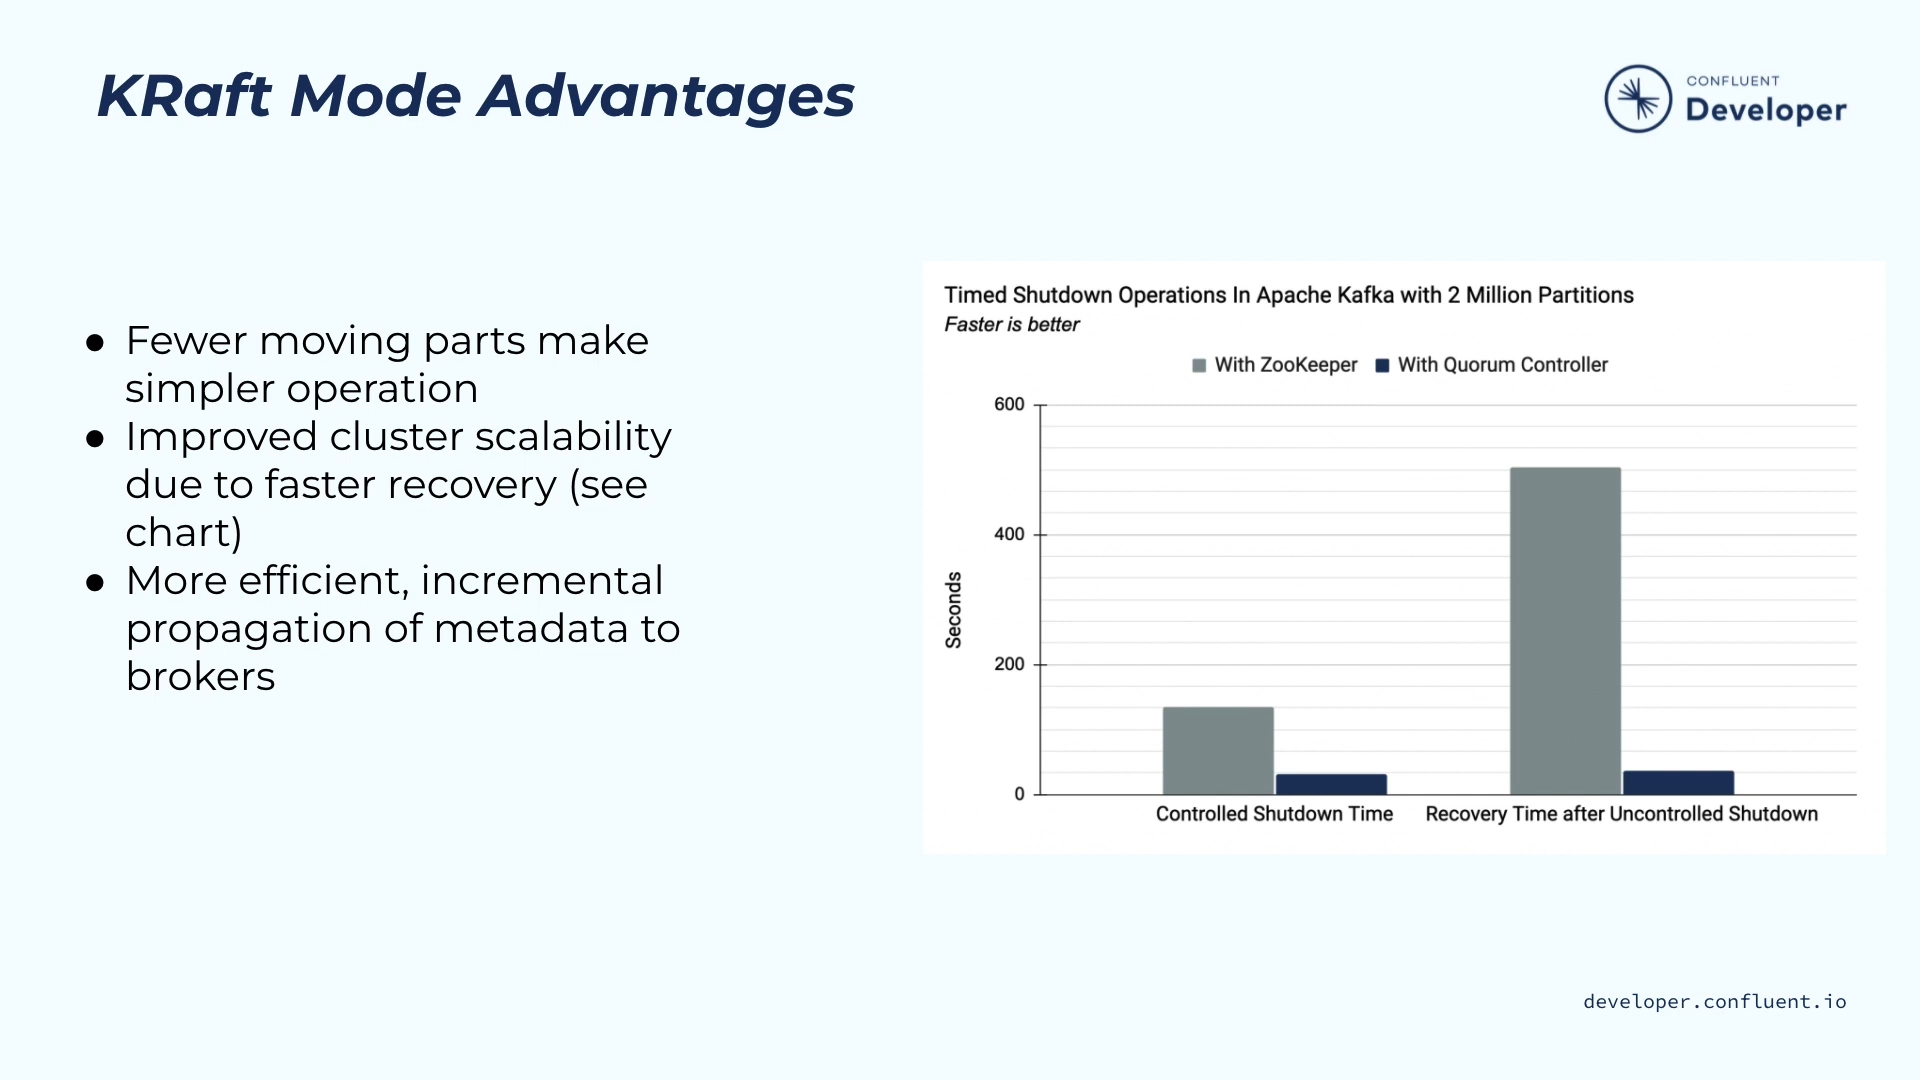 KRaft Mode Advantages
CONFLUENT
Developer
● Fewer moving parts make
simpler operation
● Improved cluster scalability
due to faster recovery (see
chart)
● More efficient, incremental
propagation of metadata to
brokers
Timed Shutdown Operations In Apache Kafka with 2 Million Partitions
Faster is better
With ZooKeeper With Quorum Controller
600
400
200
0
Seconds
Controlled Shutdown Time Recovery Time after Uncontrolled Shutdown
developer.confluent.io